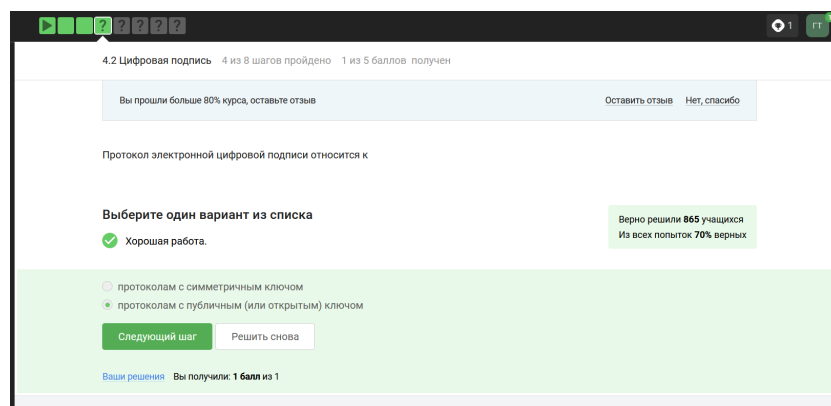 ? ? ? ? ?
1
ГТ
4.2 Цифровая подпись 4 из 8 шагов пройдено 1 из 5 баллов получен
Вы прошли больше 80% курса, оставьте отзыв
Оставить отзыв Нет, спасибо
Протокол электронной цифровой подписи относится к
Выберите один вариант из списка
Хорошая работа.
Верно решили 865 учащихся
Из всех попыток 70% верных
протоколам с симметричным ключом
протоколам с публичным (или открытым) ключом
Следующий шаг Решить снова
Ваши решения Вы получили: 1 балл из 1